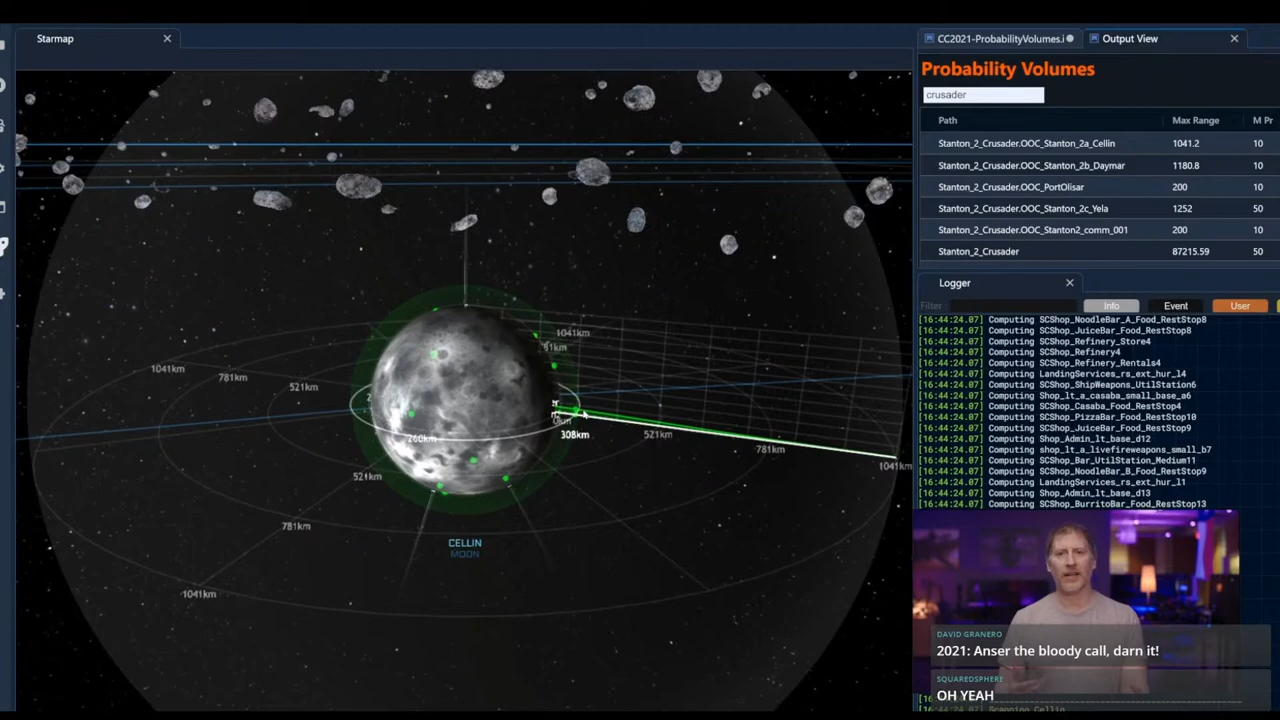 Starmap
CC2021-ProbabilityVolumes.i
Output View
Probability Volumes
crusader
Path Max Range M Pr
Stanton_2_Crusader.OOC_Stanton_2a_Cellin 1041.2 10
Stanton_2_Crusader.OOC_Stanton_2b_Daymar 1180.8 10
Stanton_2_Crusader.OOC_PortOlisar 200 10
Stanton_2_Crusader.OOC_Stanton_2c_Yela 1252 50
Stanton_2_Crusader.OOC_Stanton2_comm_001 200 10
Stanton_2_Crusader 87215.59 50
Logger
Filter Info Event User
[16:44:24.07] Computing SCShop_NoodleBar_A_Food_RestStop8
[16:44:24.07] Computing SCShop_JuiceBar_Food_RestStop8
[16:44:24.07] Computing SCShop_Refinery_Store4
[16:44:24.07] Computing SCShop_Refinery4
[16:44:24.07] Computing SCShop_Refinery_Rentals4
[16:44:24.07] Computing LandingServices_rs_ext_hur_l4
[16:44:24.07] Computing SCShop_ShipWeapons_UtilStation6
[16:44:24.07] Computing Shop_lt_a_casaba_small_base_a6
[16:44:24.07] Computing SCShop_Casaba_Food_RestStop4
[16:44:24.07] Computing SCShop_PizzaBar_Food_RestStop10
[16:44:24.07] Computing SCShop_JuiceBar_Food_RestStop9
[16:44:24.07] Computing Shop_Admin_lt_base_d12
[16:44:24.07] Computing shop_lt_a_livefireweapons_small_b7
[16:44:24.07] Computing SCShop_Bar_UtilStation_Medium11
[16:44:24.07] Computing SCShop_NoodleBar_B_Food_RestStop9
[16:44:24.07] Computing LandingServices_rs_ext_hur_l1
[16:44:24.07] Computing Shop_Admin_lt_base_d13
[16:44:24.07] Computing SCShop_BurritoBar_Food_RestStop13
1041km
1041km
781km
521km
260km
308km
521km
781km
1041km
521km
781km
1041km
CELLIN
MOON
DAVID GRANERO
2021: Anser the bloody call, darn it!
SQUAREDSPHERE
OH YEAH
Scanning Cellin